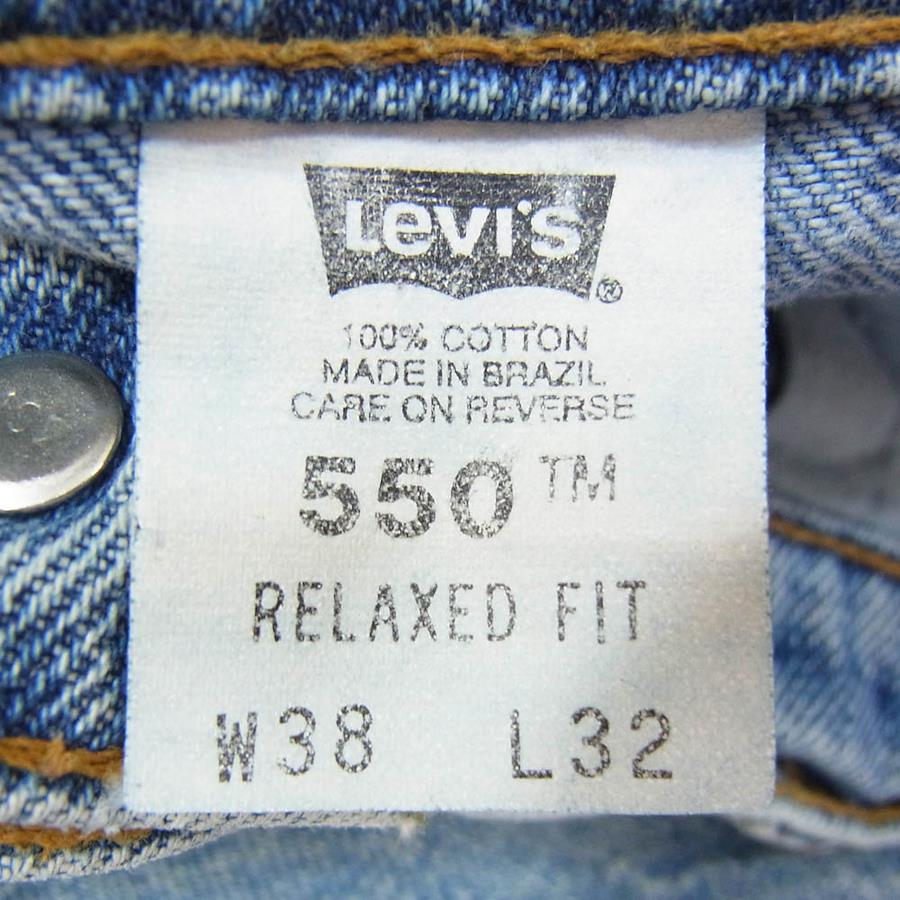 Levi's ®
100% COTTON
MADE IN BRAZIL
CARE ON REVERSE
550 ™
RELAXED FIT
W38 L32